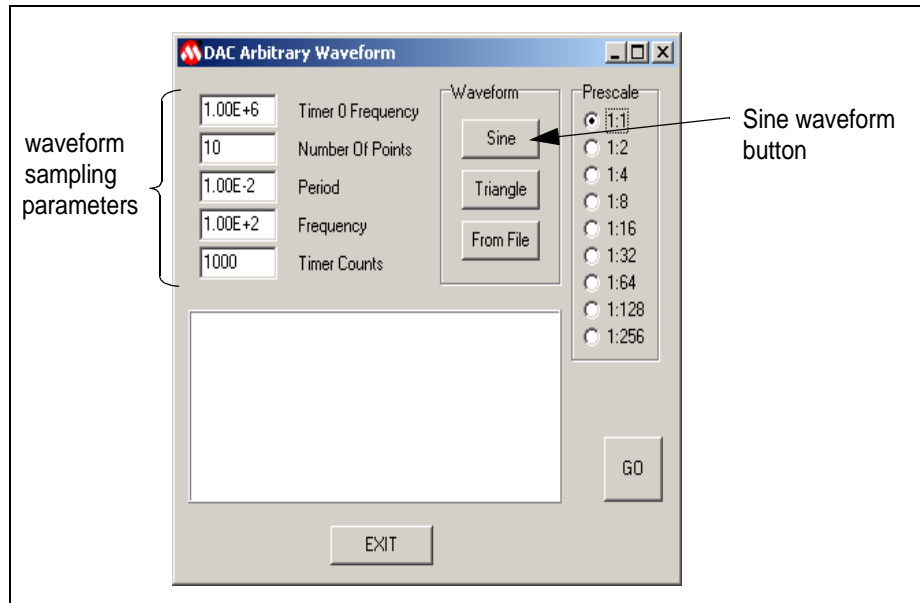 DAC Arbitrary Waveform
waveform
sampling
parameters
1.00E+6 Timer 0 Frequency
10 Number Of Points
1.00E-2 Period
1.00E+2 Frequency
1000 Timer Counts
Waveform
Sine
Triangle
From File
Prescale
1:1
1:2
1:4
1:8
1:16
1:32
1:64
1:128
1:256
Sine waveform
button
GO
EXIT